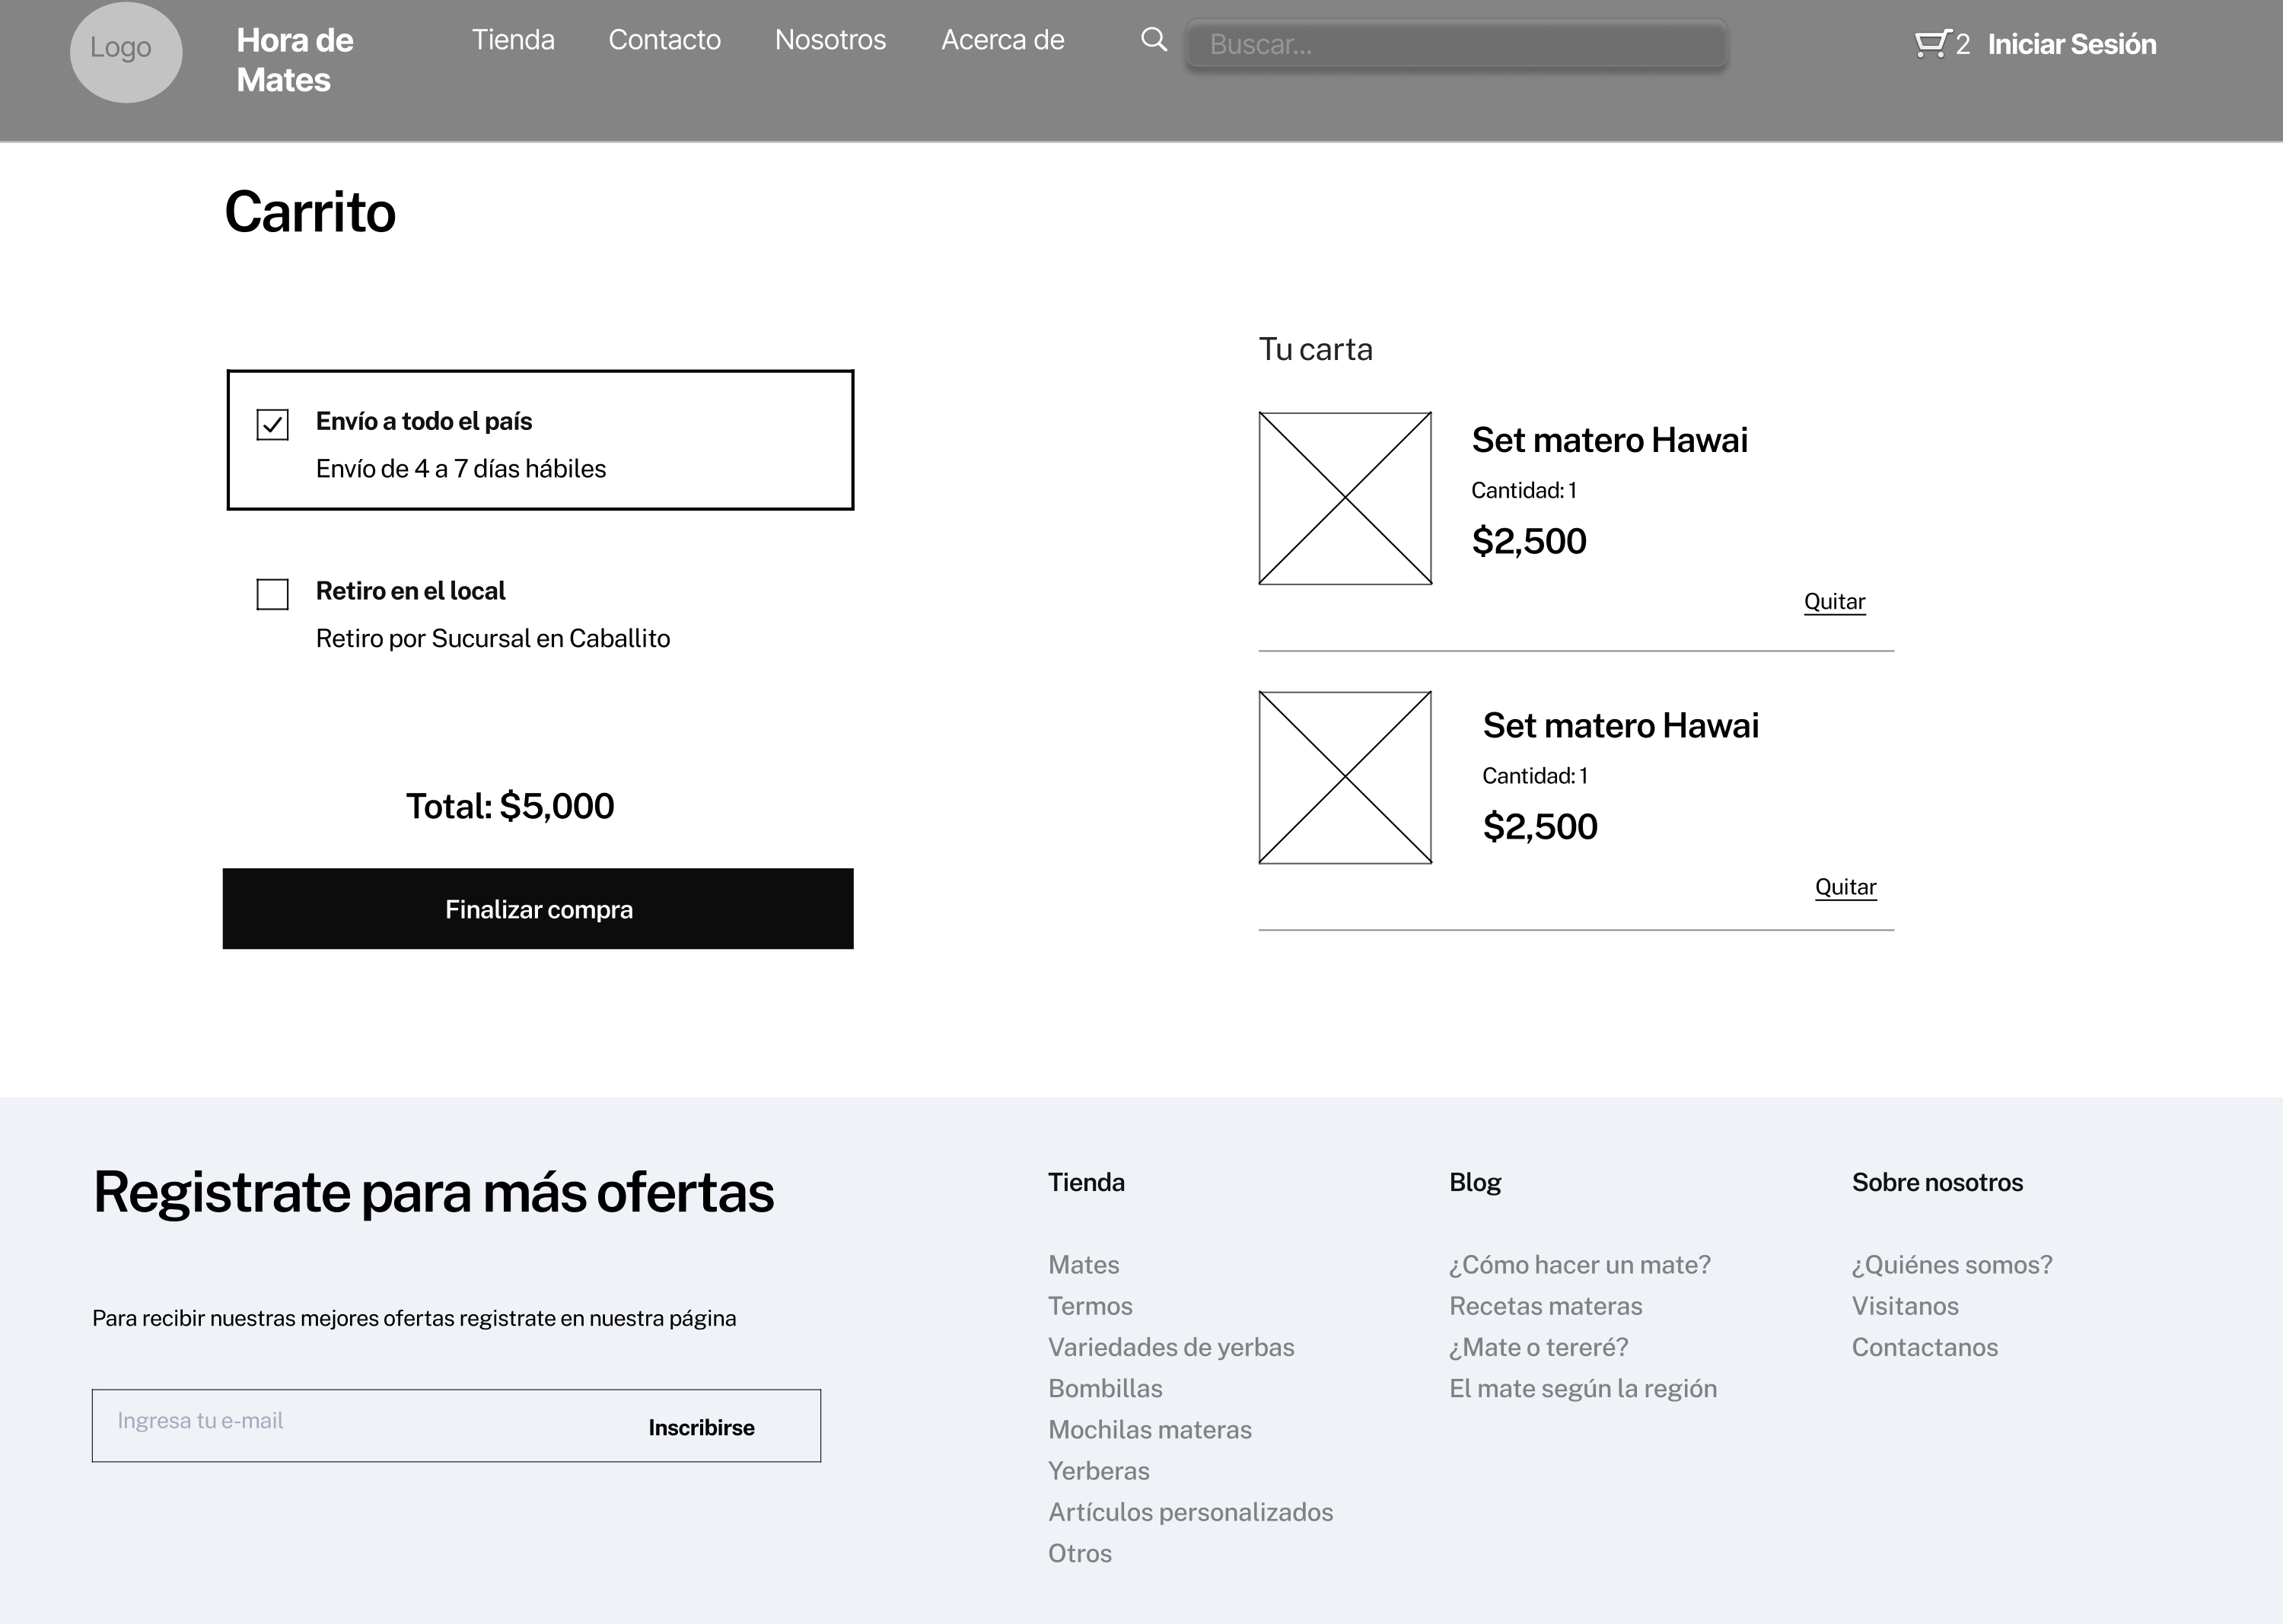 Logo
Hora de
Mates
Tienda
Contacto
Nosotros
Acerca de
Buscar...
2
Iniciar Sesión
Carrito
Envío a todo el país
Envío de 4 a 7 días hábiles
Retiro en el local
Retiro por Sucursal en Caballito
Total: $5,000
Finalizar compra
Tu carta
Set matero Hawai
Cantidad: 1
$2,500
Quitar
Set matero Hawai
Cantidad: 1
$2,500
Quitar
Registrate para más ofertas
Para recibir nuestras mejores ofertas registrate en nuestra página
Ingresa tu e-mail
Inscribirse
Tienda
Mates
Termos
Variedades de yerbas
Bombillas
Mochilas materas
Yerberas
Artículos personalizados
Otros
Blog
¿Cómo hacer un mate?
Recetas materas
¿Mate o tereré?
El mate según la región
Sobre nosotros
¿Quiénes somos?
Visitanos
Contactanos